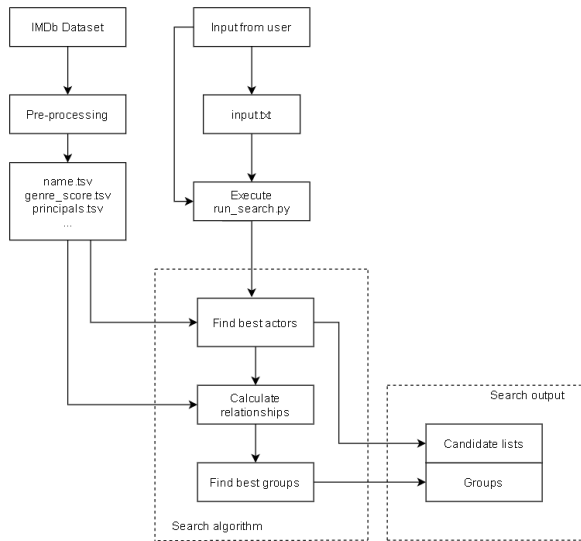 IMDb Dataset
Input from user
Pre-processing
input.txt
name.tsv
genre_score.tsv
principals.tsv
...
Execute
run_search.py
Find best actors
Calculate
relationships
Search output
Candidate lists
Find best groups
Groups
Search algorithm